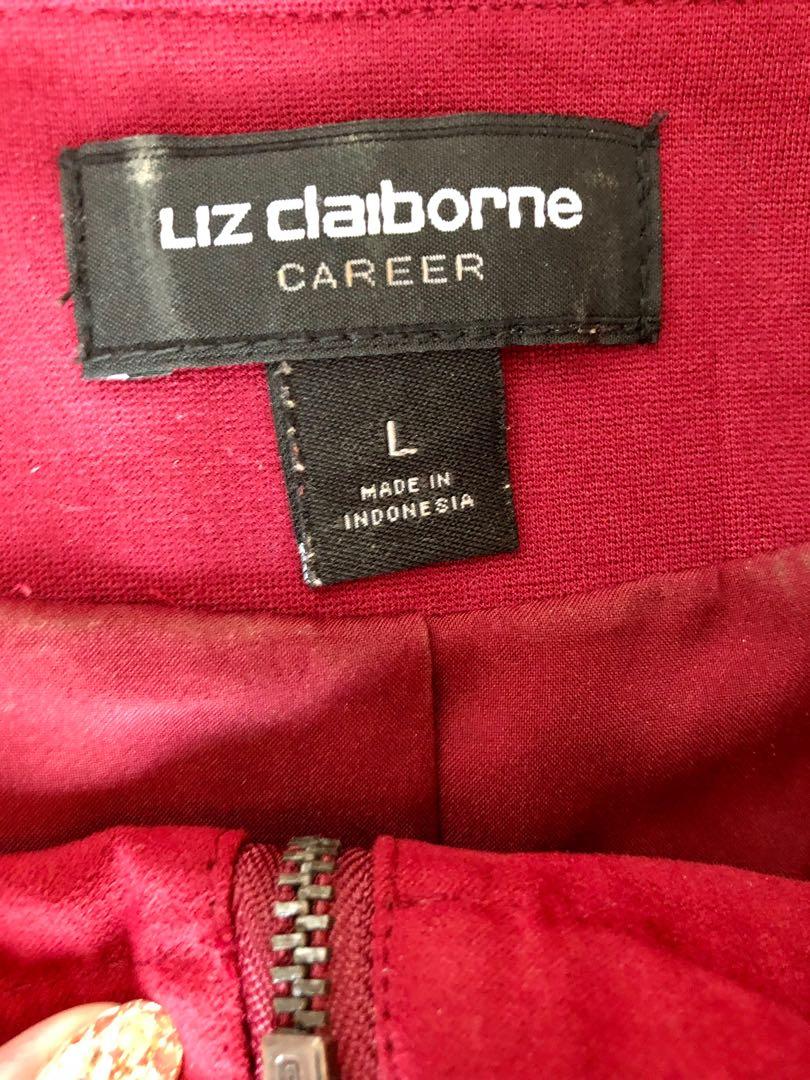 LIZ claiborne
CAREER
L
MADE IN
INDONESIA